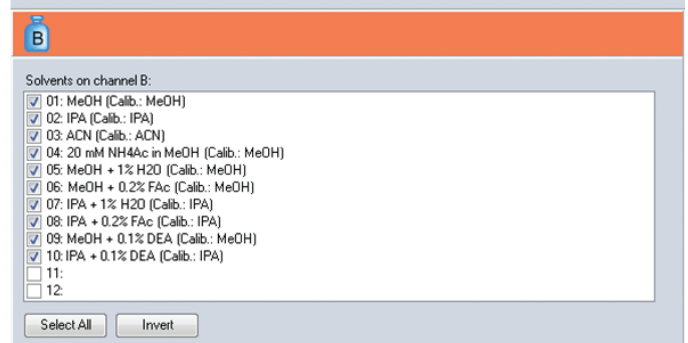 B
Solvents on channel B:
01: MeOH (Calib.: MeOH)
02: IPA (Calib.: IPA)
03: ACN (Calib.: ACN)
04: 20 mM NH4Ac in MeOH (Calib.: MeOH)
05: MeOH + 1% H2O (Calib.: MeOH)
06: MeOH + 0.2% FAc (Calib.: MeOH)
07: IPA + 1% H2O (Calib.: IPA)
08: IPA + 0.2% FAc (Calib.: IPA)
09: MeOH + 0.1% DEA (Calib.: MeOH)
10: IPA + 0.1% DEA (Calib.: IPA)
11:
12:
Select All Invert